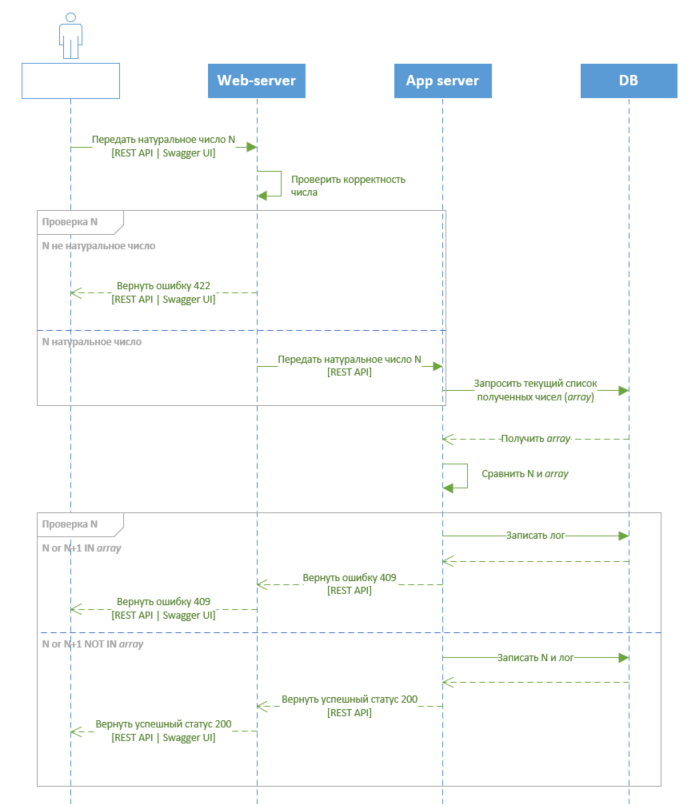 Web-server
App server
DB
Передать натуральное число N
[REST API | Swagger UI]
Проверить корректность
числа
Проверка N
N не натуральное число
Вернуть ошибку 422
[REST API | Swagger UI]
N натуральное число
Передать натуральное число N
[REST API]
Запросить текущий список
полученных чисел (array)
Получить array
Сравнить N и array
Проверка N
Записать лог
N or N+1 IN array
Вернуть ошибку 409
[REST API]
Вернуть ошибку 409
[REST API | Swagger UI]
N or N+1 NOT IN array
Записать N и лог
Вернуть успешный статус 200
[REST API]
Вернуть успешный статус 200
[REST API | Swagger UI]